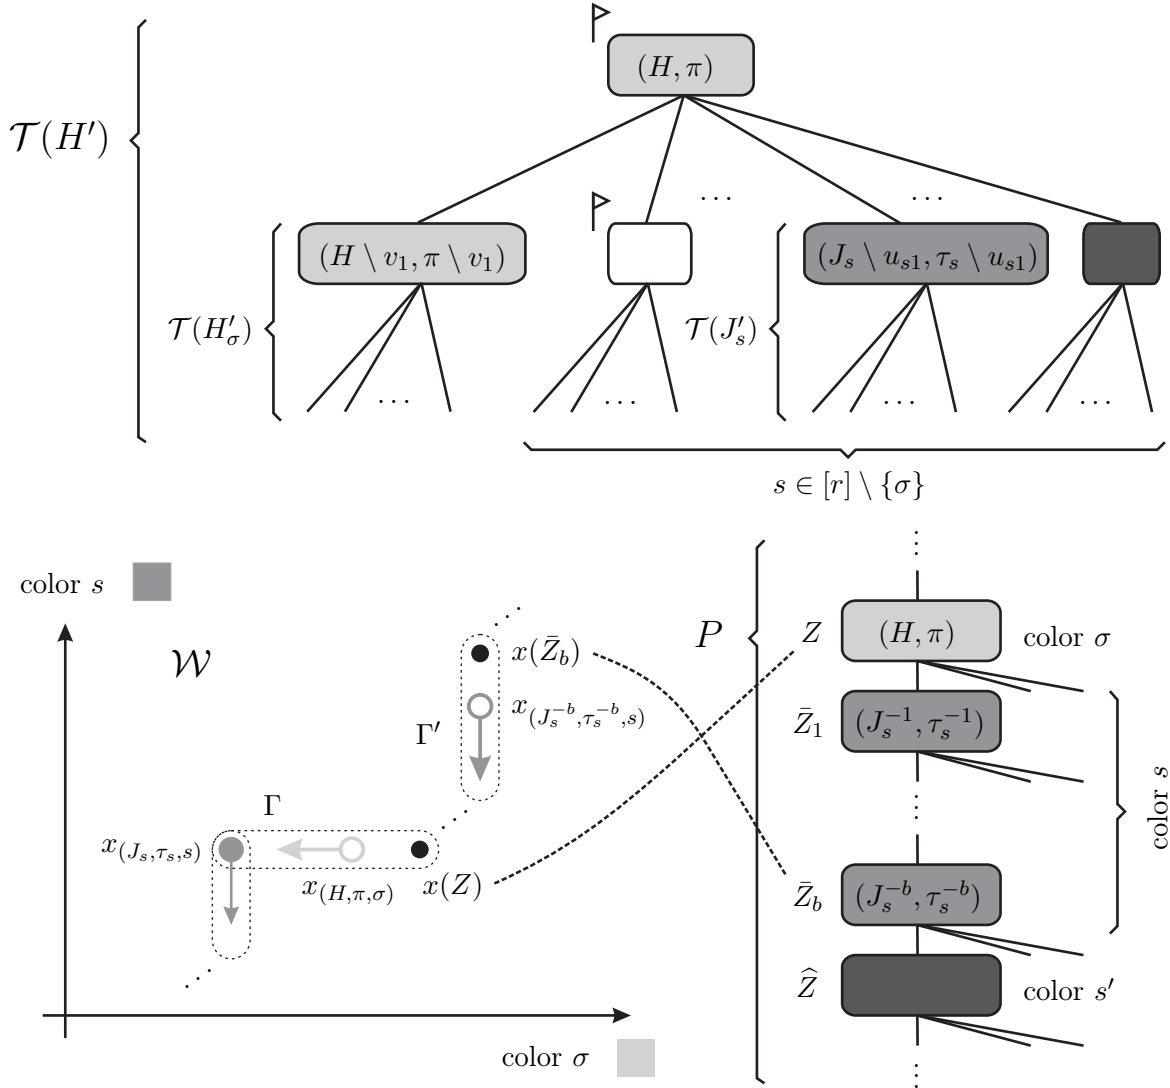 (H, π)
𝒯(H′)
… …
(H \ v₁, π \ v₁)
(J_s \ u_{s1}, τ_s \ u_{s1})
𝒯(H′_σ)
𝒯(J′_s)
… … … …
s ∈ [r] \ {σ}
color s
𝒲
x(Z̄_b)
x_{(J_s^{-b}, τ_s^{-b}, s)}
Γ′
Γ
x_{(J_s, τ_s, s)}
x_{(H, π, σ)}
x(Z)
color σ
P
Z
(H, π)
color σ
Z̄₁
(J_s^{-1}, τ_s^{-1})
color s
Z̄_b
(J_s^{-b}, τ_s^{-b})
Ẑ
color s′